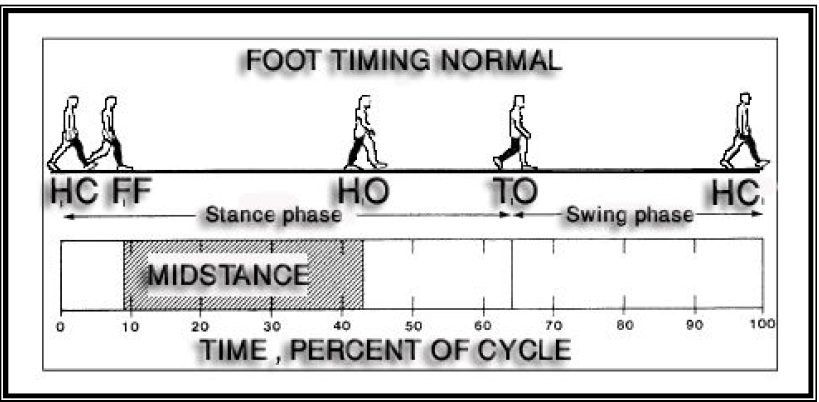 FOOT TIMING NORMAL
HC FF HO TO HC
Stance phase Swing phase
MIDSTANCE
0 10 20 30 40 50 60 70 80 90 100
TIME , PERCENT OF CYCLE